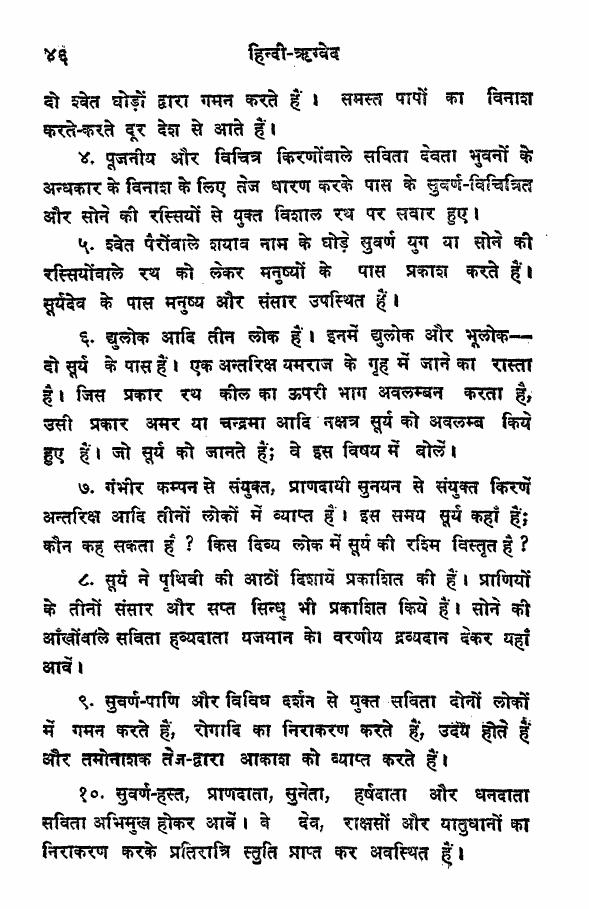 ४६ हिन्दी-ऋग्वेद
दो श्वेत घोड़ों द्वारा गमन करते हैं। समस्त पापों का विनाश
करते-करते दूर देश से आते हैं।
४. पूजनीय और विचित्र किरणोंवाले सविता देवता भुवनों के
अन्धकार के विनाश के लिए तेज धारण करके पास के सुवर्ण-विचित्रित
और सोने की रस्सियों से युक्त विशाल रथ पर सवार हुए।
५. श्वेत पैरोंवाले शयाव नाम के घोड़े सुवर्ण युग या सोने की
रस्सियोंवाले रथ को लेकर मनुष्यों के पास प्रकाश करते हैं।
सूर्यदेव के पास मनुष्य और संसार उपस्थित हैं।
६. द्युलोक आदि तीन लोक हैं। इनमें द्युलोक और भूलोक--
दो सूर्य के पास हैं। एक अन्तरिक्ष यमराज के गृह में जाने का रास्ता
है। जिस प्रकार रथ कील का ऊपरी भाग अवलम्बन करता है,
उसी प्रकार अमर या चन्द्रमा आदि नक्षत्र सूर्य को अवलम्ब किये
हुए हैं। जो सूर्य को जानते हैं; वे इस विषय में बोलें।
७. गंभीर कम्पन से संयुक्त, प्राणदायी सुनयन से संयुक्त किरणें
अन्तरिक्ष आदि तीनों लोकों में व्याप्त हैं। इस समय सूर्य कहाँ हैं;
कौन कह सकता है ? किस दिव्य लोक में सूर्य की रश्मि विस्तृत है ?
८. सूर्य ने पृथिवी की आठों दिशायें प्रकाशित की हैं। प्राणियों
के तीनों संसार और सप्त सिन्धु भी प्रकाशित किये हैं। सोने की
आँखोंवाले सविता हव्यदाता यजमान को वरणीय द्रव्यदान देकर यहाँ
आवें।
९. सुवर्ण-पाणि और विविध दर्शन से युक्त सविता दोनों लोकों
में गमन करते हैं, रोगादि का निराकरण करते हैं, उदय होते हैं
और तमोनाशक तेज-द्वारा आकाश को व्याप्त करते हैं।
१०. सुवर्ण-हस्त, प्राणदाता, सुनेता, हर्षदाता और धनदाता
सविता अभिमुख होकर आवें। वे देव, राक्षसों और यातुधानों का
निराकरण करके प्रतिरात्रि स्तुति प्राप्त कर अवस्थित हैं।